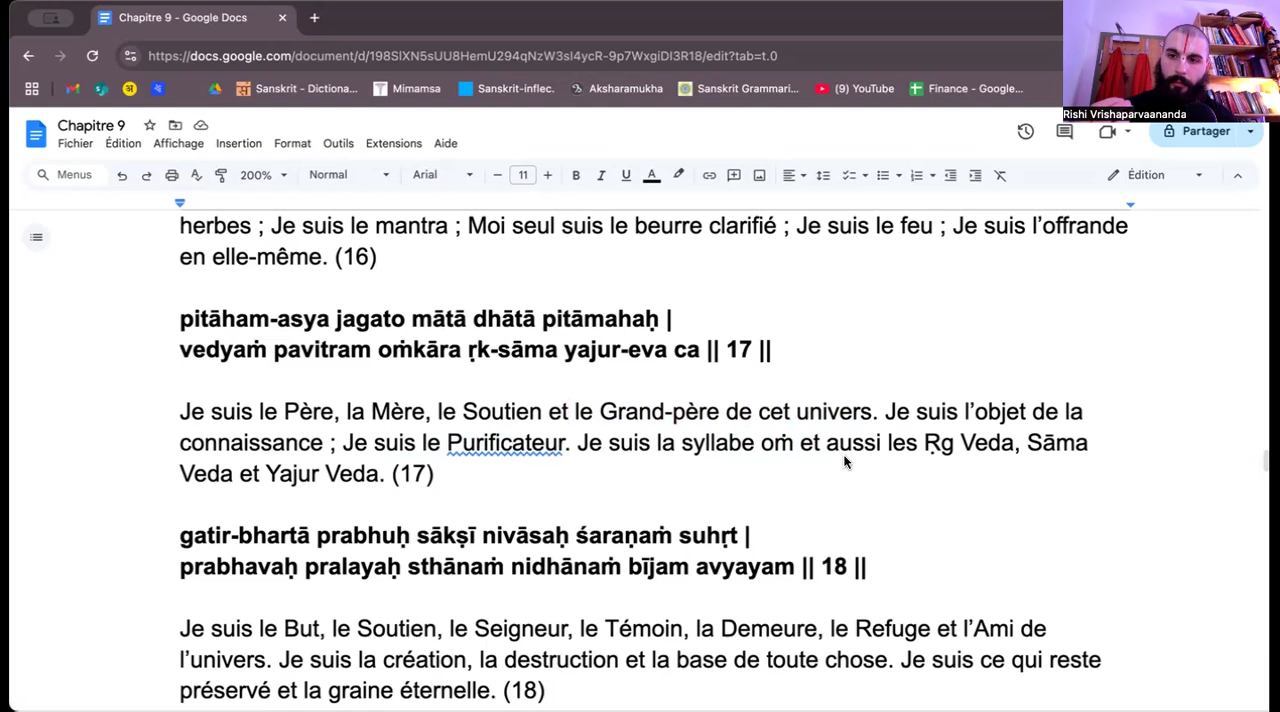 Chapitre 9 - Google Docs
https://docs.google.com/document/d/198SlXN5sUU8HemU294qNzW3sl4ycR-9p7WxgiDI3R18/edit?tab=t.0
Sanskrit - Dictiona... Mimamsa Sanskrit-inflec. Aksharamukha Sanskrit Grammari... (9) YouTube Finance - Google...
Rishi Vrishaparvaananda
Chapitre 9
Partager
Fichier Édition Affichage Insertion Format Outils Extensions Aide
Menus 200% Normal Arial 11 B I U A Édition
herbes ; Je suis le mantra ; Moi seul suis le beurre clarifié ; Je suis le feu ; Je suis l’offrande
en elle-même. (16)
pitāham-asya jagato mātā dhātā pitāmahaḥ |
vedyaṁ pavitram oṁkāra ṛk-sāma yajur-eva ca || 17 ||
Je suis le Père, la Mère, le Soutien et le Grand-père de cet univers. Je suis l’objet de la
connaissance ; Je suis le Purificateur. Je suis la syllabe oṁ et aussi les Ṛg Veda, Sāma
Veda et Yajur Veda. (17)
gatir-bhartā prabhuḥ sākṣī nivāsaḥ śaraṇaṁ suhṛt |
prabhavaḥ pralayaḥ sthānaṁ nidhānaṁ bījam avyayam || 18 ||
Je suis le But, le Soutien, le Seigneur, le Témoin, la Demeure, le Refuge et l’Ami de
l’univers. Je suis la création, la destruction et la base de toute chose. Je suis ce qui reste
préservé et la graine éternelle. (18)